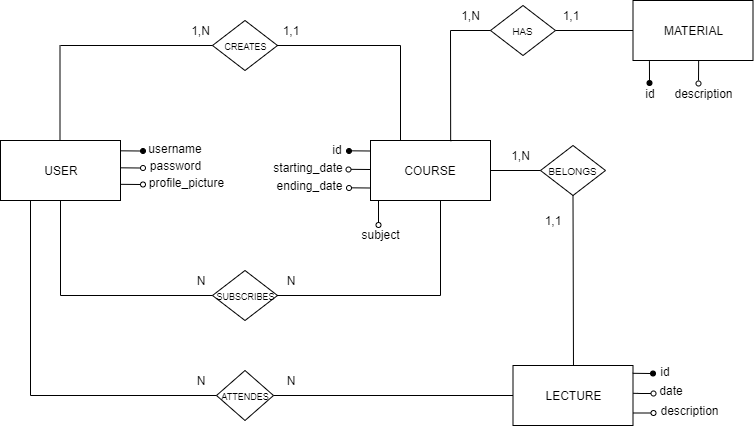 1,N
1,1
MATERIAL
HAS
1,N
1,1
CREATES
id
description
username
id
USER
password
starting_date
COURSE
1,N
BELONGS
profile_picture
ending_date
1,1
subject
N
N
SUBSCRIBES
id
N
N
date
ATTENDES
LECTURE
description